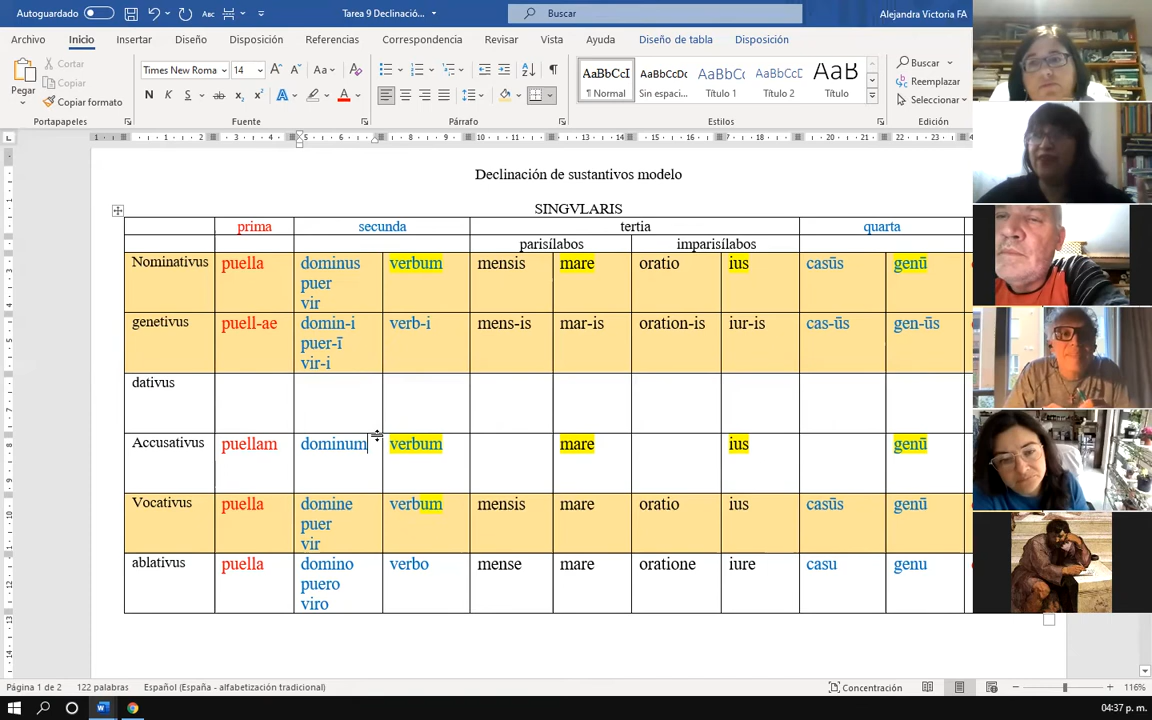 Autoguardado Tarea 9 Declinació... Buscar Alejandra Victoria FA
Archivo Inicio Insertar Diseño Disposición Referencias Correspondencia Revisar Vista Ayuda Diseño de tabla Disposición
Pegar Cortar Copiar Copiar formato
Times New Roma 14 Aa
N K S ab x₂ x² A A
AaBbCcI AaBbCcDc AaBbCc AaBbCcD AaB
¶ Normal Sin espaci... Título 1 Título 2 Título
Buscar
Reemplazar
Seleccionar
Portapapeles Fuente Párrafo Estilos Edición
Declinación de sustantivos modelo
SINGVLARIS
prima secunda tertia quarta
parisílabos imparisílabos
Nominativus puella dominus verbum mensis mare oratio ius casūs genū
puer
vir
genetivus puell-ae domin-i verb-i mens-is mar-is oration-is iur-is cas-ūs gen-ūs
puer-ī
vir-i
dativus
Accusativus puellam dominum verbum mare ius genū
Vocativus puella domine verbum mensis mare oratio ius casūs genū
puer
vir
ablativus puella domino verbo mense mare oratione iure casu genu
puero
viro
Página 1 de 2 122 palabras Español (España - alfabetización tradicional) Concentración 116%
04:37 p. m.